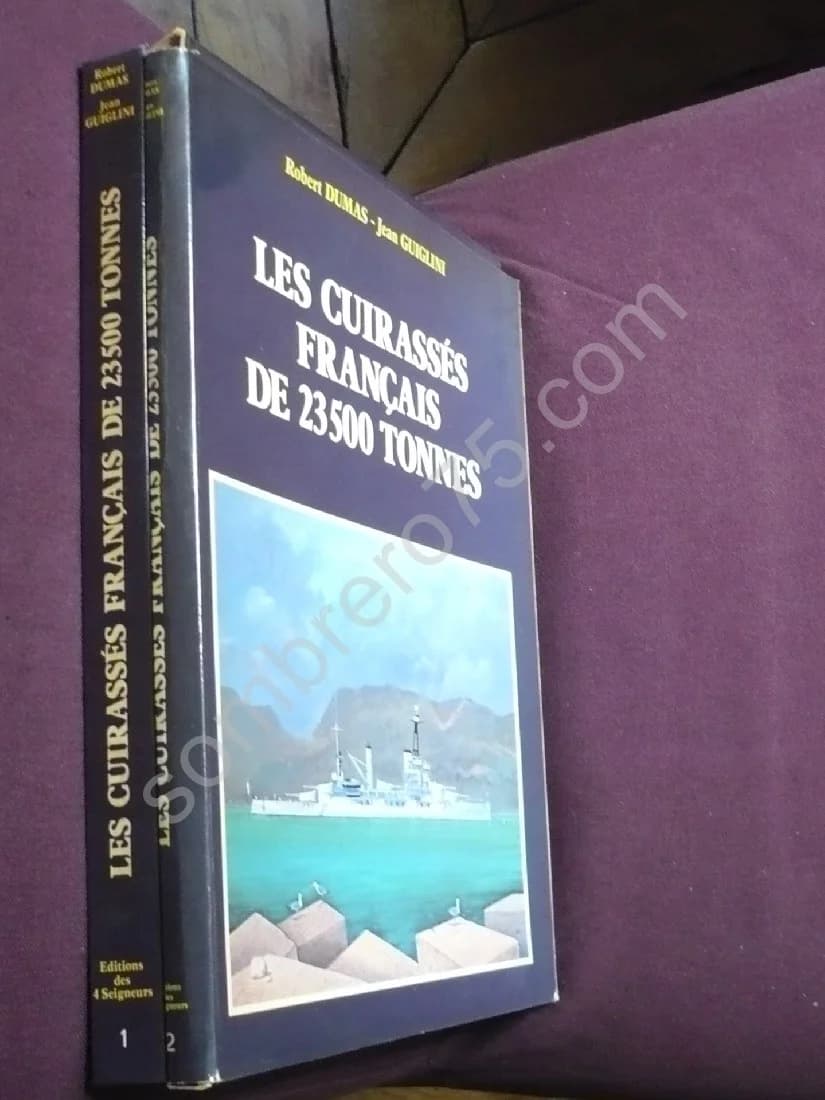 Robert
DUMAS
Jean
GUIGLINI
LES CUIRASSÉS FRANÇAIS DE 23500 TONNES
Editions
des
4 Seigneurs
1
LES CUIRASSÉS FRANÇAIS DE 23500 TONNES
2
Robert DUMAS - Jean GUIGLINI
LES CUIRASSÉS
FRANÇAIS
DE 23500 TONNES
sombrero75.com